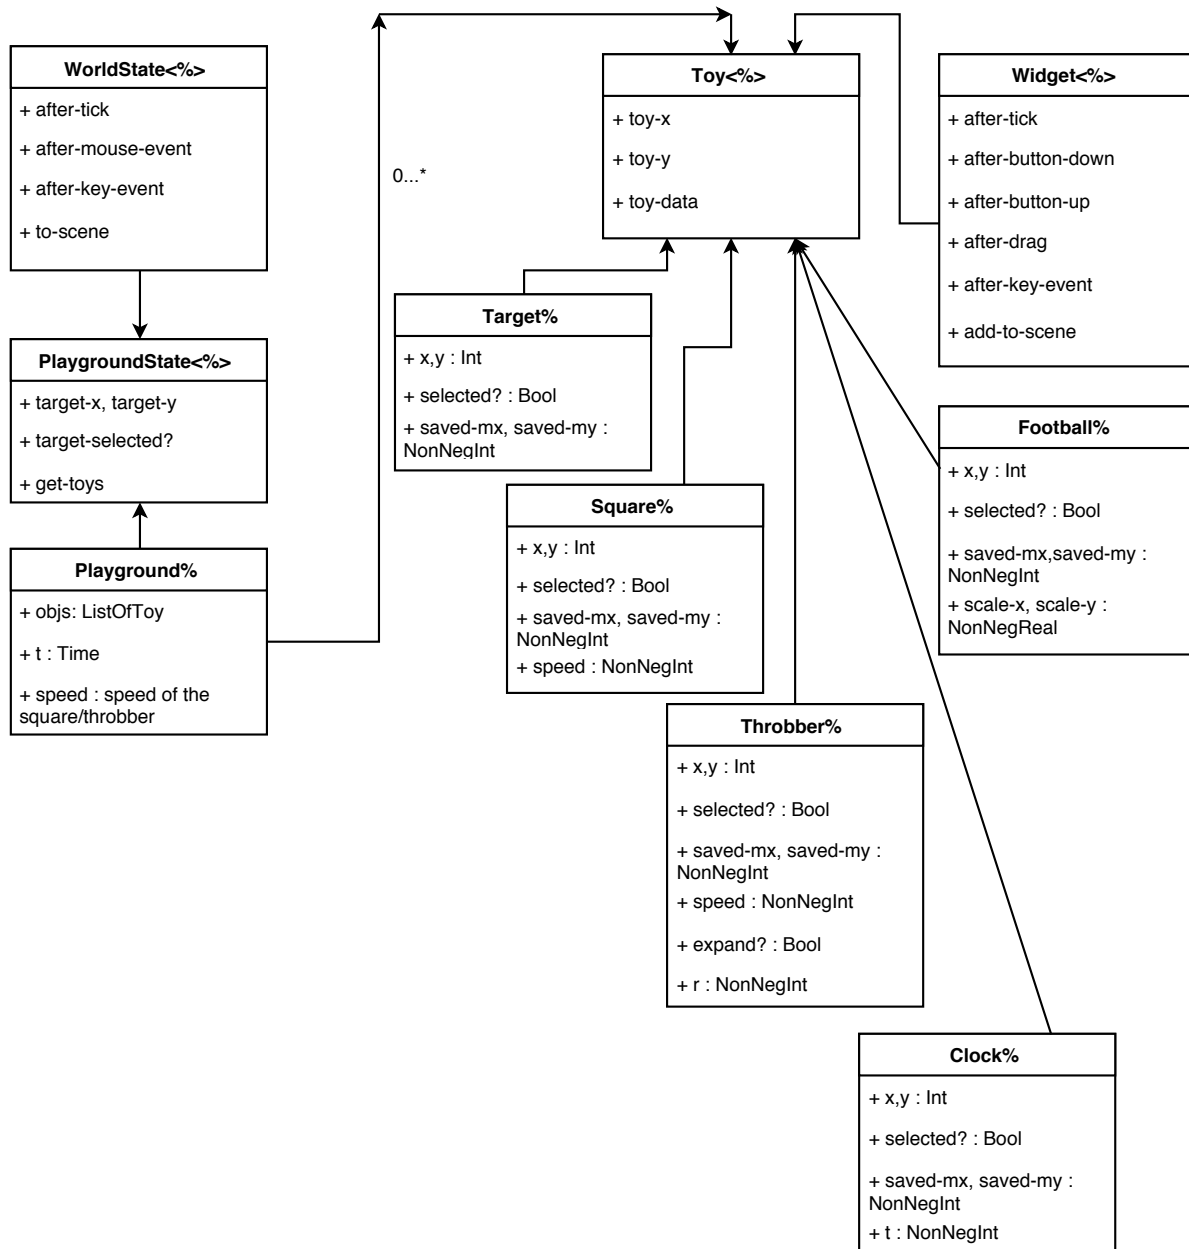 WorldState<%>
+ after-tick
+ after-mouse-event
+ after-key-event
+ to-scene
PlaygroundState<%>
+ target-x, target-y
+ target-selected?
+ get-toys
Playground%
+ objs: ListOfToy
+ t : Time
+ speed : speed of the
square/throbber
0...*
Toy<%>
+ toy-x
+ toy-y
+ toy-data
Widget<%>
+ after-tick
+ after-button-down
+ after-button-up
+ after-drag
+ after-key-event
+ add-to-scene
Target%
+ x,y : Int
+ selected? : Bool
+ saved-mx, saved-my :
NonNegInt
Square%
+ x,y : Int
+ selected? : Bool
+ saved-mx, saved-my :
NonNegInt
+ speed : NonNegInt
Football%
+ x,y : Int
+ selected? : Bool
+ saved-mx,saved-my :
NonNegInt
+ scale-x, scale-y :
NonNegReal
Throbber%
+ x,y : Int
+ selected? : Bool
+ saved-mx, saved-my :
NonNegInt
+ speed : NonNegInt
+ expand? : Bool
+ r : NonNegInt
Clock%
+ x,y : Int
+ selected? : Bool
+ saved-mx, saved-my :
NonNegInt
+ t : NonNegInt